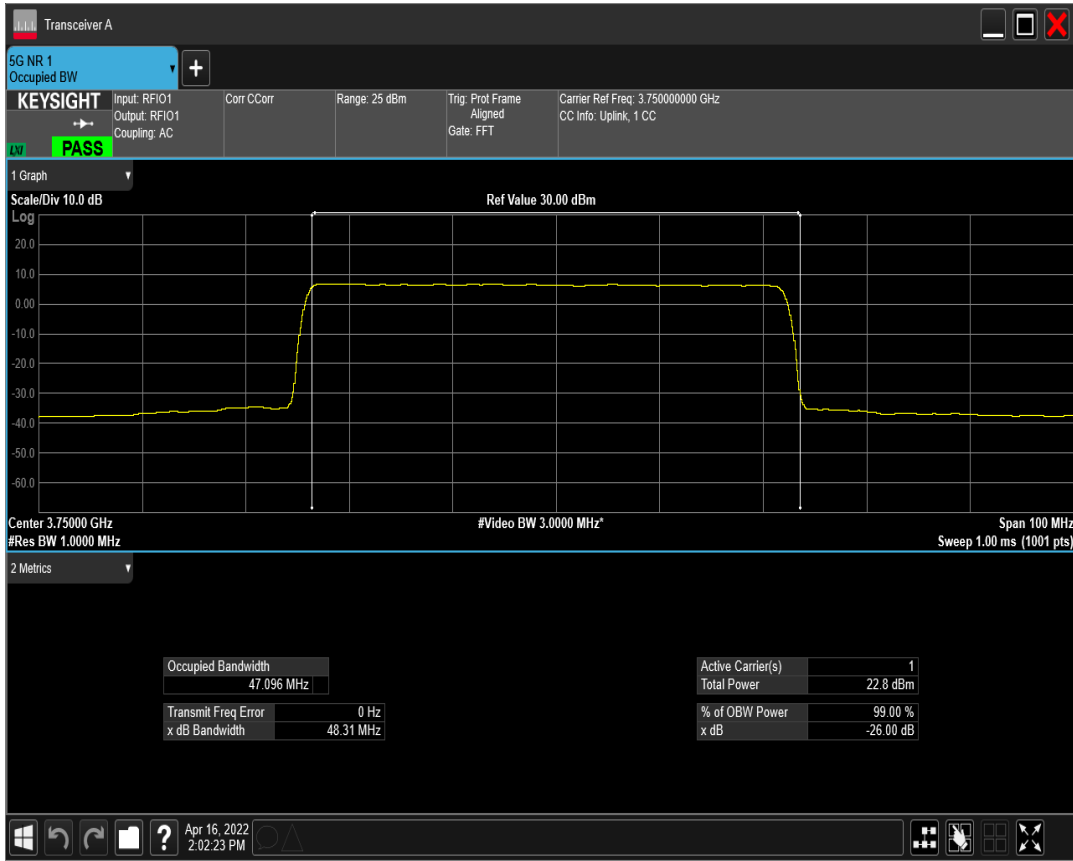 Transceiver A
5G NR 1
Occupied BW
KEYSIGHT
Input: RFIO1
Output: RFIO1
Coupling: AC
Corr CCorr
Range: 25 dBm
Trig: Prot Frame
Aligned
Gate: FFT
Carrier Ref Freq: 3.750000000 GHz
CC Info: Uplink, 1 CC
LXI
PASS
1 Graph
Scale/Div 10.0 dB
Ref Value 30.00 dBm
Log
20.0
10.0
0.00
-10.0
-20.0
-30.0
-40.0
-50.0
-60.0
Center 3.75000 GHz
#Video BW 3.0000 MHz*
Span 100 MHz
#Res BW 1.0000 MHz
Sweep 1.00 ms (1001 pts)
2 Metrics
Occupied Bandwidth
47.096 MHz
Transmit Freq Error 0 Hz
x dB Bandwidth 48.31 MHz
Active Carrier(s) 1
Total Power 22.8 dBm
% of OBW Power 99.00 %
x dB -26.00 dB
?
Apr 16, 2022
2:02:23 PM